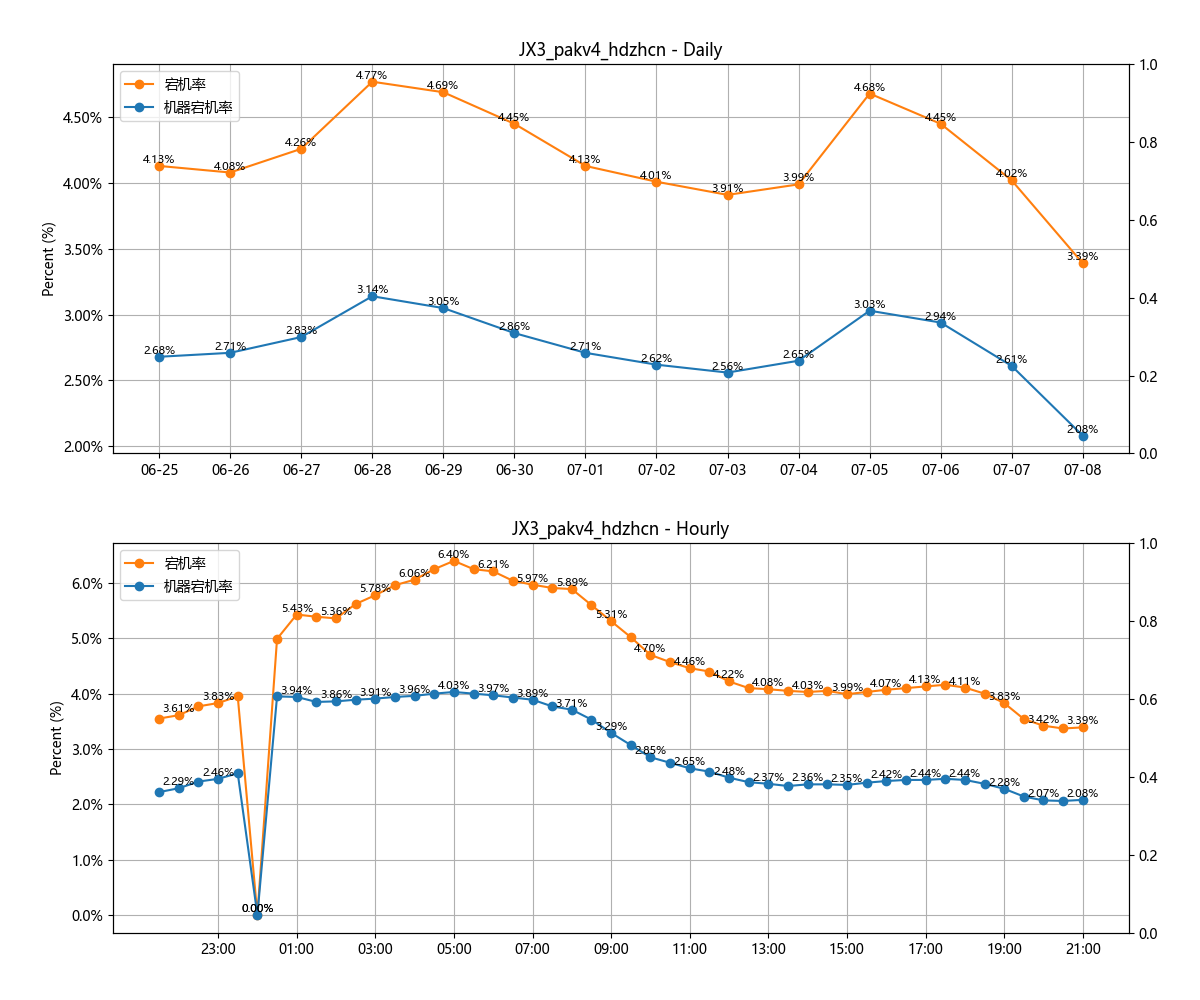 JX3_pakv4_hdzhcn - Daily
宕机率
机器宕机率
Percent (%)
4.50%
4.00%
3.50%
3.00%
2.50%
2.00%
1.0
0.8
0.6
0.4
0.2
0.0
4.13% 4.08% 4.26% 4.77% 4.69% 4.45% 4.13% 4.01% 3.91% 3.99% 4.68% 4.45% 4.02% 3.39%
2.68% 2.71% 2.83% 3.14% 3.05% 2.86% 2.71% 2.62% 2.56% 2.65% 3.03% 2.94% 2.61% 2.08%
06-25 06-26 06-27 06-28 06-29 06-30 07-01 07-02 07-03 07-04 07-05 07-06 07-07 07-08
JX3_pakv4_hdzhcn - Hourly
宕机率
机器宕机率
Percent (%)
6.0%
5.0%
4.0%
3.0%
2.0%
1.0%
0.0%
1.0
0.8
0.6
0.4
0.2
0.0
3.61% 3.83% 0.00% 5.43% 5.36% 5.78% 6.06% 6.40% 6.21% 5.97% 5.89% 5.31% 4.70% 4.46% 4.22% 4.08% 4.03% 3.99% 4.07% 4.13% 4.11% 3.83% 3.42% 3.39%
2.29% 2.46% 0.00% 3.94% 3.86% 3.91% 3.96% 4.03% 3.97% 3.89% 3.71% 3.29% 2.85% 2.65% 2.48% 2.37% 2.36% 2.35% 2.42% 2.44% 2.44% 2.28% 2.07% 2.08%
23:00 01:00 03:00 05:00 07:00 09:00 11:00 13:00 15:00 17:00 19:00 21:00